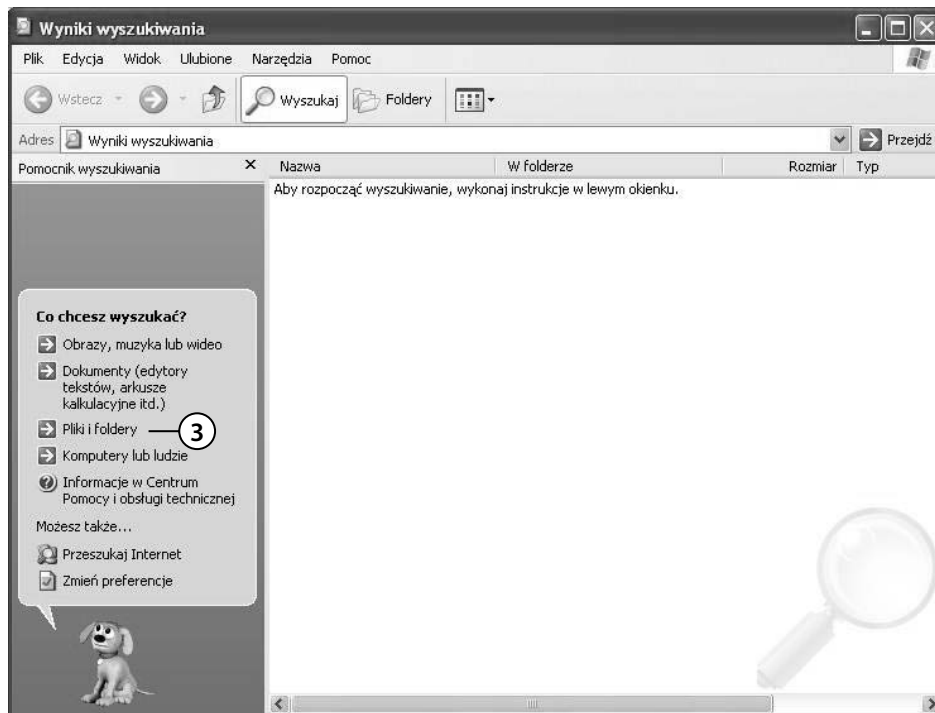 Wyniki wyszukiwania
Plik Edycja Widok Ulubione Narzędzia Pomoc
Wstecz Wyszukaj Foldery
Adres Wyniki wyszukiwania Przejdź
Pomocnik wyszukiwania Nazwa W folderze Rozmiar Typ
Aby rozpocząć wyszukiwanie, wykonaj instrukcje w lewym okienku.
Co chcesz wyszukać?
Obrazy, muzyka lub wideo
Dokumenty (edytory
tekstów, arkusze
kalkulacyjne itd.)
Pliki i foldery 3
Komputery lub ludzie
Informacje w Centrum
Pomocy i obsługi technicznej
Możesz także...
Przeszukaj Internet
Zmień preferencje